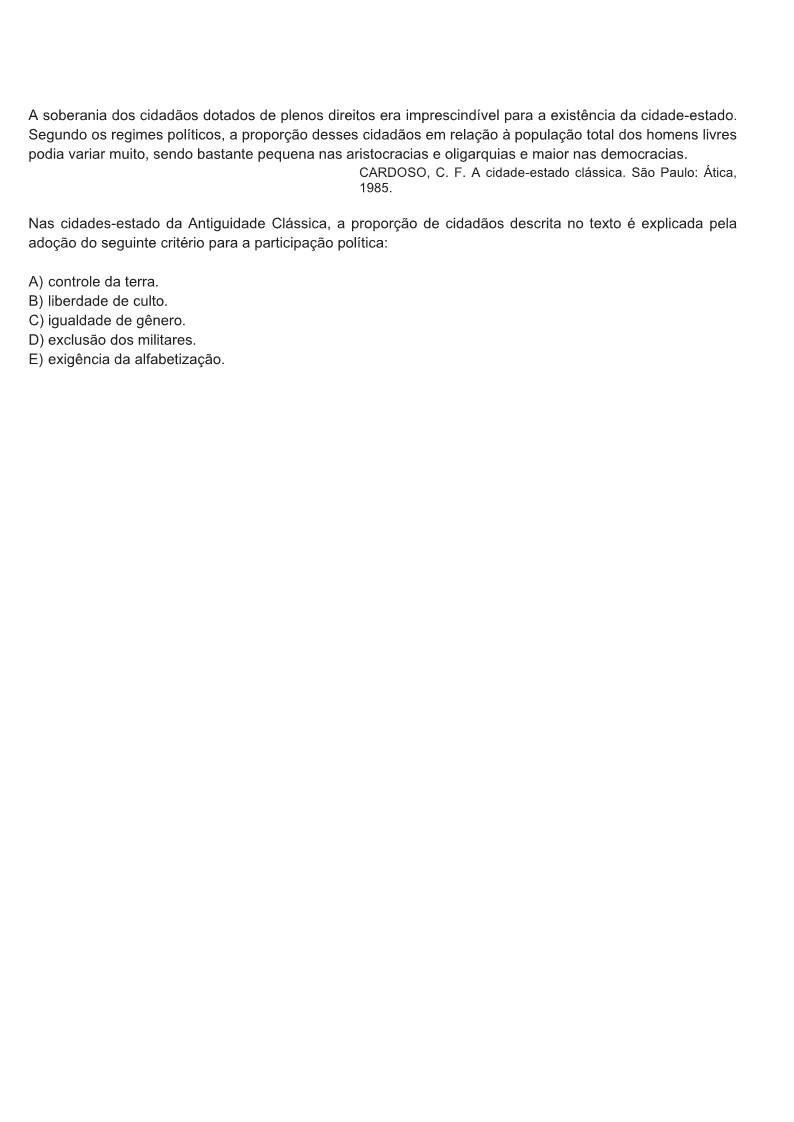 A soberania dos cidadãos dotados de plenos direitos era imprescindível para a existência da cidade-estado.
Segundo os regimes políticos, a proporção desses cidadãos em relação à população total dos homens livres
podia variar muito, sendo bastante pequena nas aristocracias e oligarquias e maior nas democracias.
CARDOSO, C. F. A cidade-estado clássica. São Paulo: Ática,
1985.
Nas cidades-estado da Antiguidade Clássica, a proporção de cidadãos descrita no texto é explicada pela
adoção do seguinte critério para a participação política:
A) controle da terra.
B) liberdade de culto.
C) igualdade de gênero.
D) exclusão dos militares.
E) exigência da alfabetização.